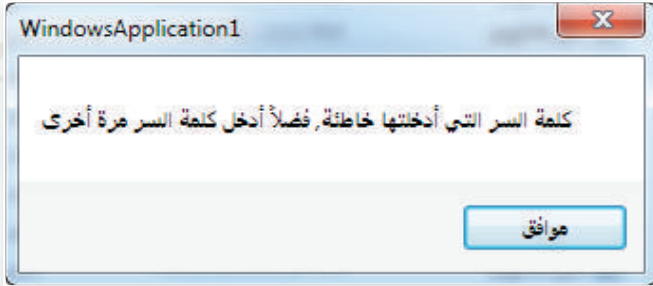 WindowsApplication1
كلمة السر التي أدخلتها خاطئة, فضلاً أدخل كلمة السر مرة أخرى
موافق